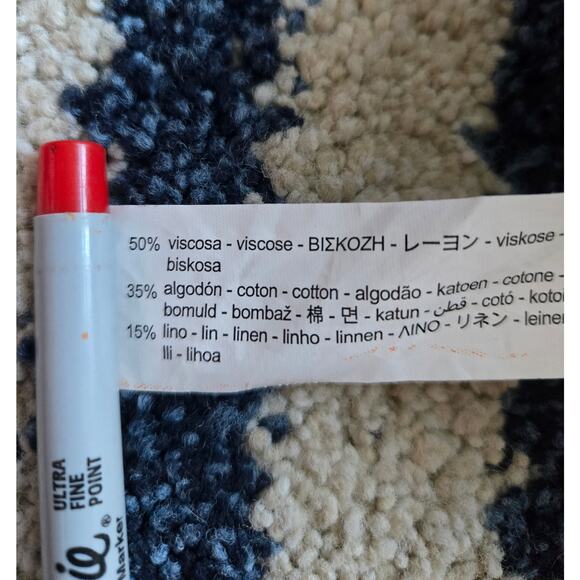 50% viscosa - viscose - ΒΙΣΚΟΖΗ - レーヨン - viskose -
biskosa
35% algodón - coton - cotton - algodão - katoen - cotone -
bomuld - bombaž - 棉 - 면 - katun - قطن - cotó - kotoi
15% lino - lin - linen - linho - linnen - ΛΙΝΟ - リネン - leinen
lli - lihoa
ULTRA
FINE
POINT
ie®
Marker